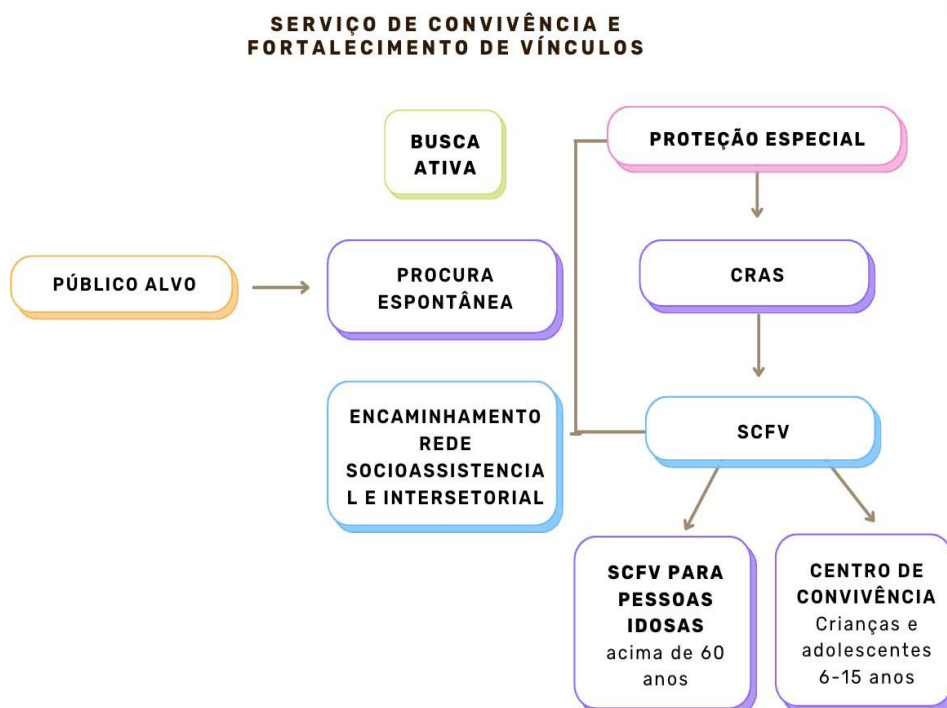 SERVIÇO DE CONVIVÊNCIA E
FORTALECIMENTO DE VÍNCULOS
BUSCA
ATIVA
PROTEÇÃO ESPECIAL
PÚBLICO ALVO
PROCURA
ESPONTÂNEA
CRAS
ENCAMINHAMENTO
REDE
SOCIOASSISTENCIA
L E INTERSETORIAL
SCFV
SCFV PARA
PESSOAS
IDOSAS
acima de 60
anos
CENTRO DE
CONVIVÊNCIA
Crianças e
adolescentes
6-15 anos